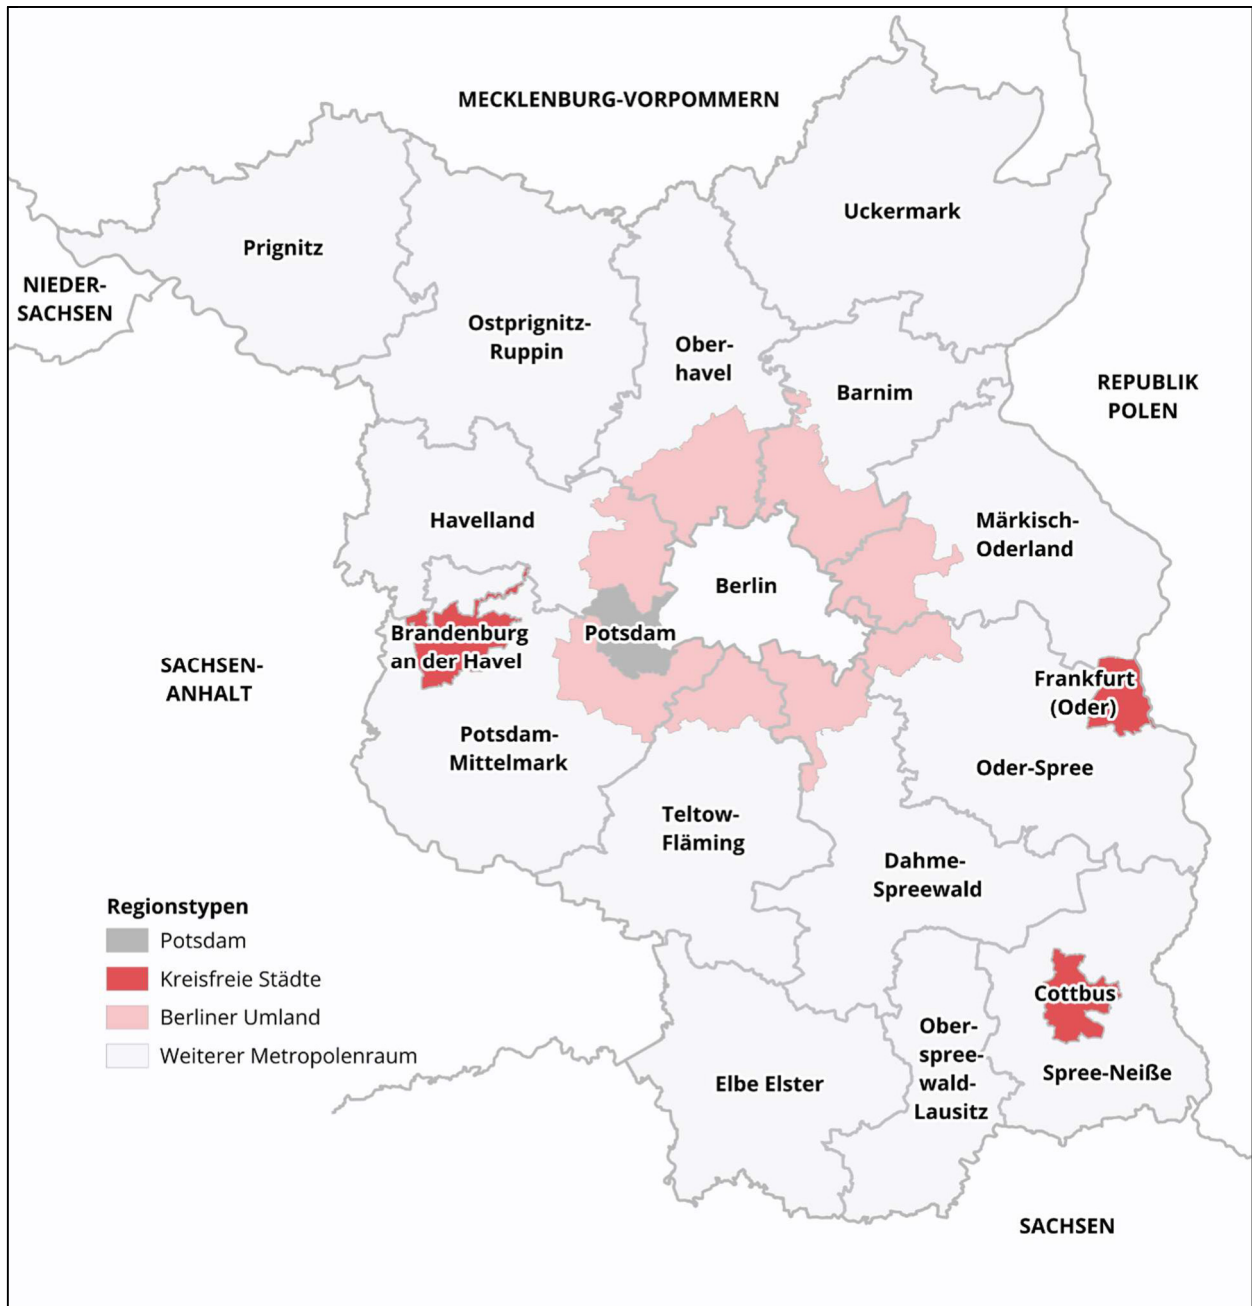 MECKLENBURG-VORPOMMERN
Uckermark
Prignitz
NIEDER-
SACHSEN
Ostprignitz-
Ruppin
Ober-
havel
Barnim
REPUBLIK
POLEN
Havelland
Märkisch-
Oderland
Berlin
Brandenburg
an der Havel
Potsdam
SACHSEN-
ANHALT
Frankfurt
(Oder)
Potsdam-
Mittelmark
Oder-Spree
Teltow-
Fläming
Dahme-
Spreewald
Regionstypen
Potsdam
Kreisfreie Städte
Berliner Umland
Weiterer Metropolenraum
Cottbus
Ober-
spree-
wald-
Lausitz
Spree-Neiße
Elbe Elster
SACHSEN